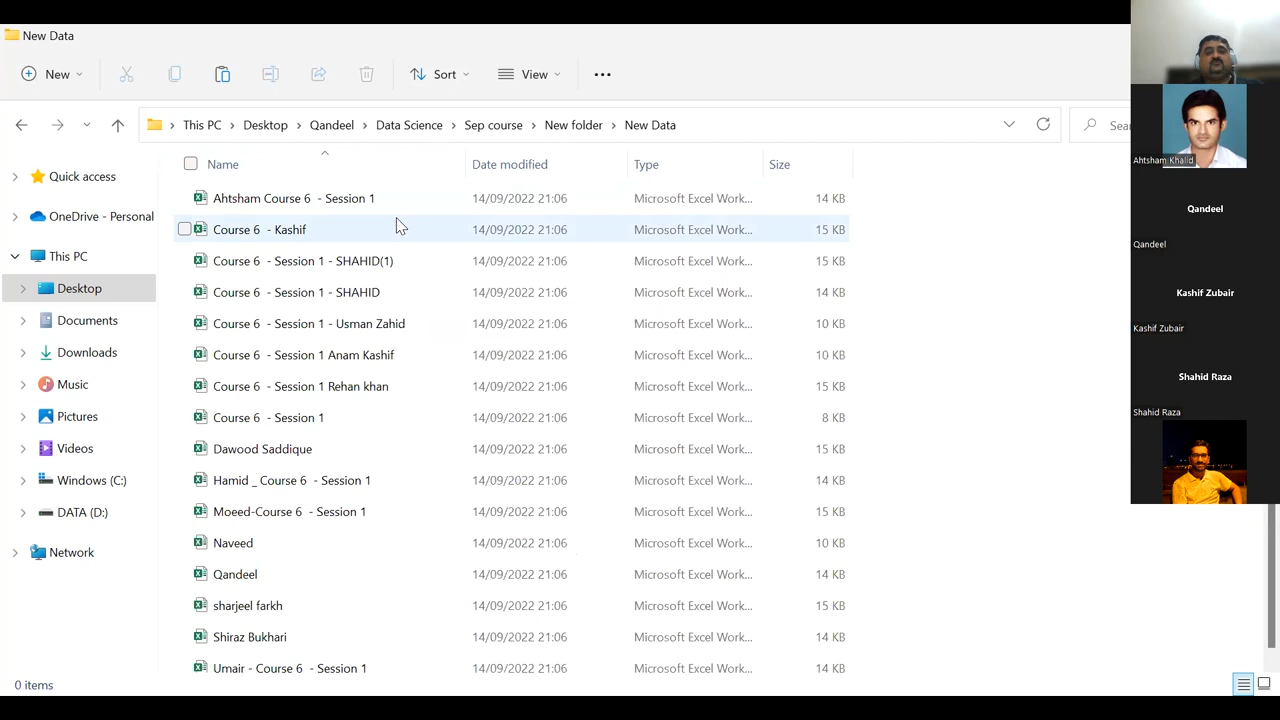 New Data
New
Sort
View
This PC
Desktop
Qandeel
Data Science
Sep course
New folder
New Data
Name
Date modified
Type
Size
Quick access
OneDrive - Personal
This PC
Desktop
Documents
Downloads
Music
Pictures
Videos
Windows (C:)
DATA (D:)
Network
Ahtsham Course 6 - Session 1 14/09/2022 21:06 Microsoft Excel Work... 14 KB
Course 6 - Kashif 14/09/2022 21:06 Microsoft Excel Work... 15 KB
Course 6 - Session 1 - SHAHID(1) 14/09/2022 21:06 Microsoft Excel Work... 15 KB
Course 6 - Session 1 - SHAHID 14/09/2022 21:06 Microsoft Excel Work... 14 KB
Course 6 - Session 1 - Usman Zahid 14/09/2022 21:06 Microsoft Excel Work... 10 KB
Course 6 - Session 1 Anam Kashif 14/09/2022 21:06 Microsoft Excel Work... 10 KB
Course 6 - Session 1 Rehan khan 14/09/2022 21:06 Microsoft Excel Work... 15 KB
Course 6 - Session 1 14/09/2022 21:06 Microsoft Excel Work... 8 KB
Dawood Saddique 14/09/2022 21:06 Microsoft Excel Work... 15 KB
Hamid _ Course 6 - Session 1 14/09/2022 21:06 Microsoft Excel Work... 15 KB
Moeed-Course 6 - Session 1 14/09/2022 21:06 Microsoft Excel Work... 15 KB
Naveed 14/09/2022 21:06 Microsoft Excel Work... 10 KB
Qandeel 14/09/2022 21:06 Microsoft Excel Work... 14 KB
sharjeel farkh 14/09/2022 21:06 Microsoft Excel Work... 15 KB
Shiraz Bukhari 14/09/2022 21:06 Microsoft Excel Work... 14 KB
Umair - Course 6 - Session 1 14/09/2022 21:06 Microsoft Excel Work... 14 KB
0 items
Ahtsham Khalid
Qandeel
Qandeel
Kashif Zubair
Kashif Zubair
Shahid Raza
Shahid Raza